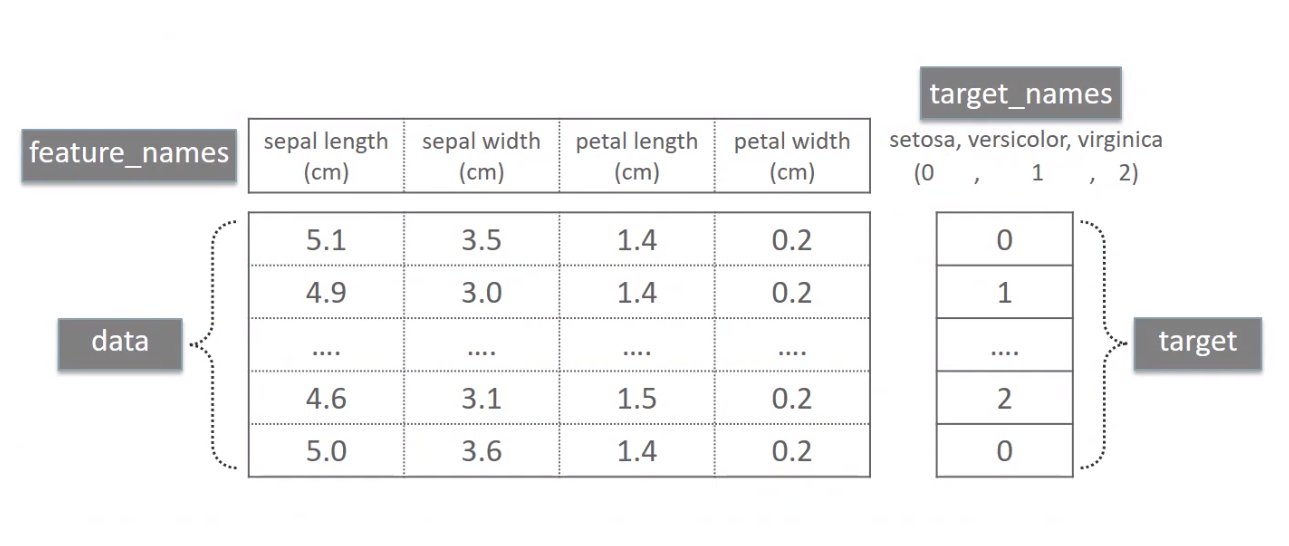 target_names
feature_names
sepal length (cm)
sepal width (cm)
petal length (cm)
petal width (cm)
setosa, versicolor, virginica
(0 , 1 , 2)
data
5.1 3.5 1.4 0.2 0
4.9 3.0 1.4 0.2 1
.... .... .... .... ....
4.6 3.1 1.5 0.2 2
5.0 3.6 1.4 0.2 0
target